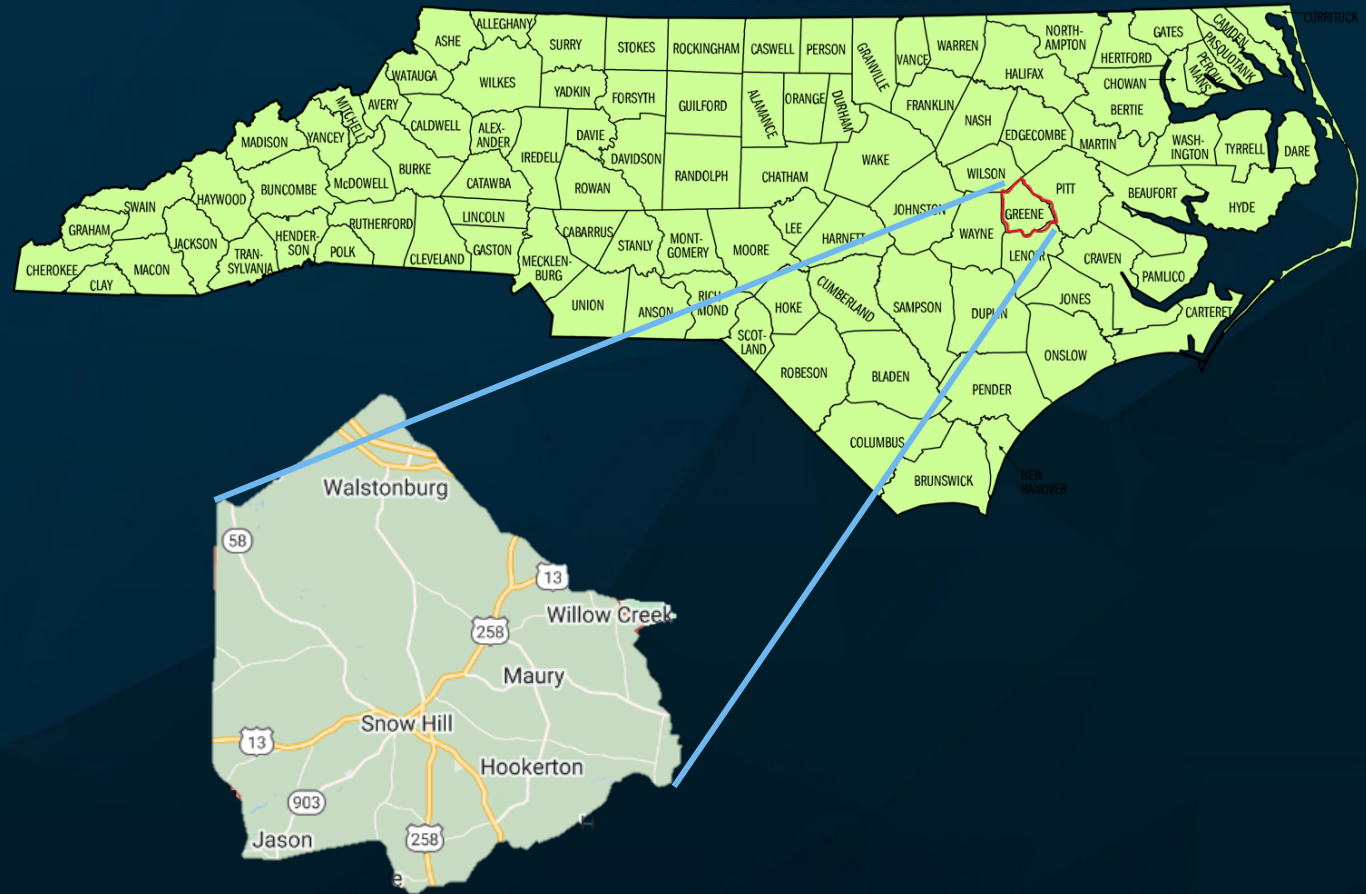 CURRITUCK
ALLEGHANY
ASHE
SURRY
STOKES
ROCKINGHAM
CASWELL
PERSON
GRANVILLE
VANCE
WARREN
NORTH-
AMPTON
GATES
CAMDEN
PASQUOTANK
PERQUI
MANS
HERTFORD
CHOWAN
BERTIE
HALIFAX
WATAUGA
WILKES
YADKIN
FORSYTH
GUILFORD
ALAMANCE
ORANGE
DURHAM
FRANKLIN
NASH
EDGECOMBE
MARTIN
WASH-
INGTON
TYRRELL
DARE
MITCHELL
AVERY
CALDWELL
ALEX-
ANDER
IREDELL
DAVIE
DAVIDSON
RANDOLPH
CHATHAM
WAKE
WILSON
PITT
BEAUFORT
HYDE
MADISON
YANCEY
BURKE
McDOWELL
CATAWBA
ROWAN
BUNCOMBE
HAYWOOD
SWAIN
GRAHAM
JACKSON
CHEROKEE
MACON
CLAY
TRAN-
SYLVANIA
HENDER-
SON
POLK
RUTHERFORD
CLEVELAND
LINCOLN
GASTON
MECKLEN-
BURG
CABARRUS
STANLY
MONT-
GOMERY
MOORE
LEE
HARNETT
JOHNSTON
WAYNE
GREENE
LENOIR
CRAVEN
PAMLICO
JONES
CARTERET
UNION
ANSON
RICH
MOND
SCOT-
LAND
HOKE
CUMBERLAND
SAMPSON
DUPLIN
ONSLOW
ROBESON
BLADEN
PENDER
COLUMBUS
BRUNSWICK
NEW
HANOVER
Walstonburg
58
13
Willow Creek
258
Maury
Snow Hill
13
Hookerton
903
Jason
258
H
e